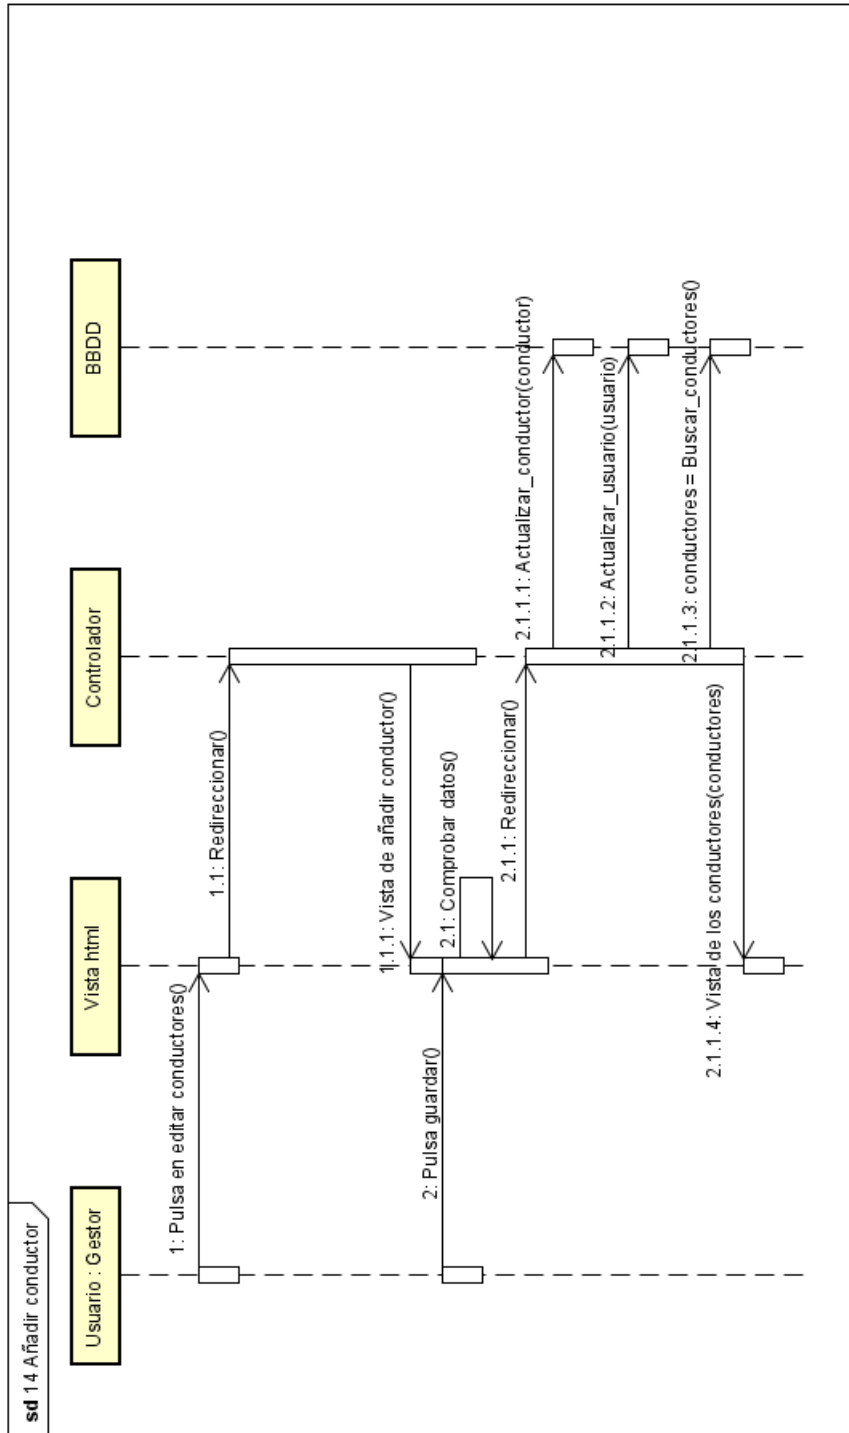 sd 14 Añadir conductor
Usuario : Gestor
Vista html
Controlador
BBDD
1: Pulsa en editar conductores()
1.1: Redireccionar()
1.1.1: Vista de añadir conductor()
2: Pulsa guardar()
2.1: Comprobar datos()
2.1.1: Redireccionar()
2.1.1.1: Actualizar_conductor(conductor)
2.1.1.2: Actualizar_usuario(usuario)
2.1.1.3: conductores = Buscar_conductores()
2.1.1.4: Vista de los conductores(conductores)